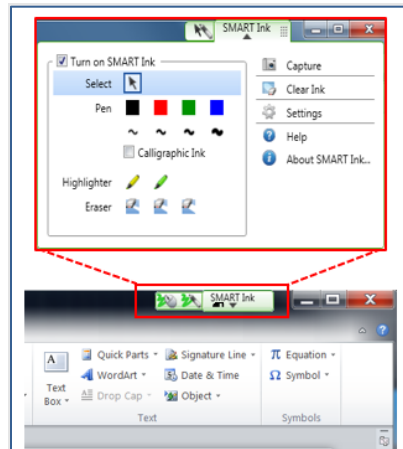 SMART Ink
Turn on SMART Ink
Select
Pen
Calligraphic Ink
Highlighter
Eraser
Capture
Clear Ink
Settings
Help
About SMART Ink...
SMART Ink
Text
Box
Quick Parts
WordArt
Drop Cap
Signature Line
Date & Time
Object
Text
π Equation
Ω Symbol
Symbols